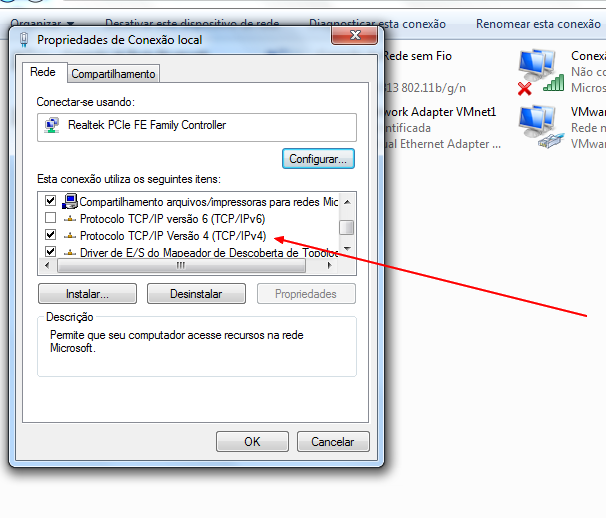 Organizar
Desativar este dispositivo de rede
Diagnosticar esta conexão
Renomear esta conexão
Propriedades de Conexão local
Rede sem Fio
13 802.11b/g/n
work Adapter VMnet1
ntificada
ual Ethernet Adapter ...
Conexã
Não co
Micros
VMwar
Rede n
VMwar
Rede
Compartilhamento
Conectar-se usando:
Realtek PCIe FE Family Controller
Configurar...
Esta conexão utiliza os seguintes itens:
Compartilhamento arquivos/impressoras para redes Mic
Protocolo TCP/IP versão 6 (TCP/IPv6)
Protocolo TCP/IP Versão 4 (TCP/IPv4)
Driver de E/S do Mapeador de Descoberta de Topoloc
Instalar...
Desinstalar
Propriedades
Descrição
Permite que seu computador acesse recursos na rede
Microsoft.
OK
Cancelar